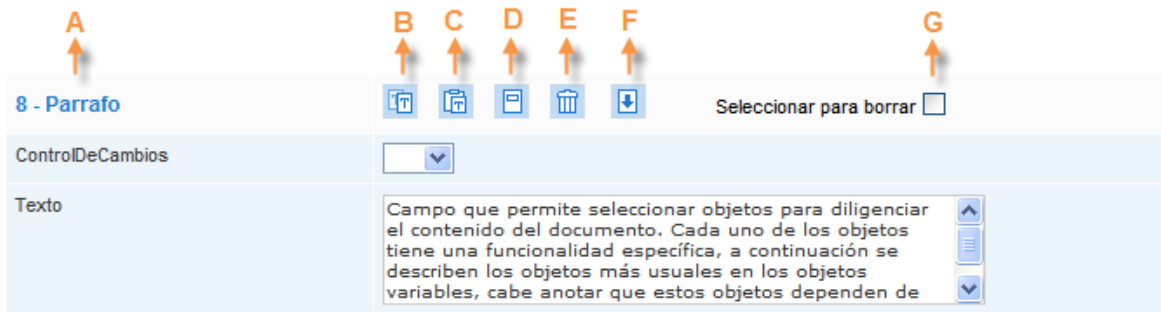 A B C D E F G
8 - Parrafo Seleccionar para borrar
ControlDeCambios
Texto
Campo que permite seleccionar objetos para diligenciar
el contenido del documento. Cada uno de los objetos
tiene una funcionalidad específica, a continuación se
describen los objetos más usuales en los objetos
variables, cabe anotar que estos objetos dependen de